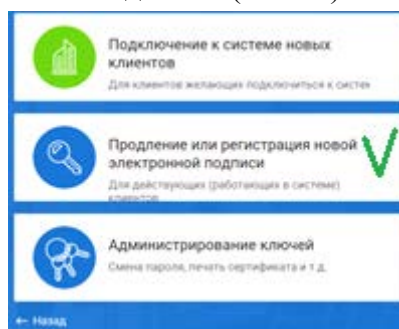 Подключение к системе новых
клиентов
Для клиентов желающих подключиться к систем
Продление или регистрация новой
электронной подписи
Для действующих (работающих в системе)
клиентов
Администрирование ключей
Смена пароля, печать сертификата и т.д.
← Назад